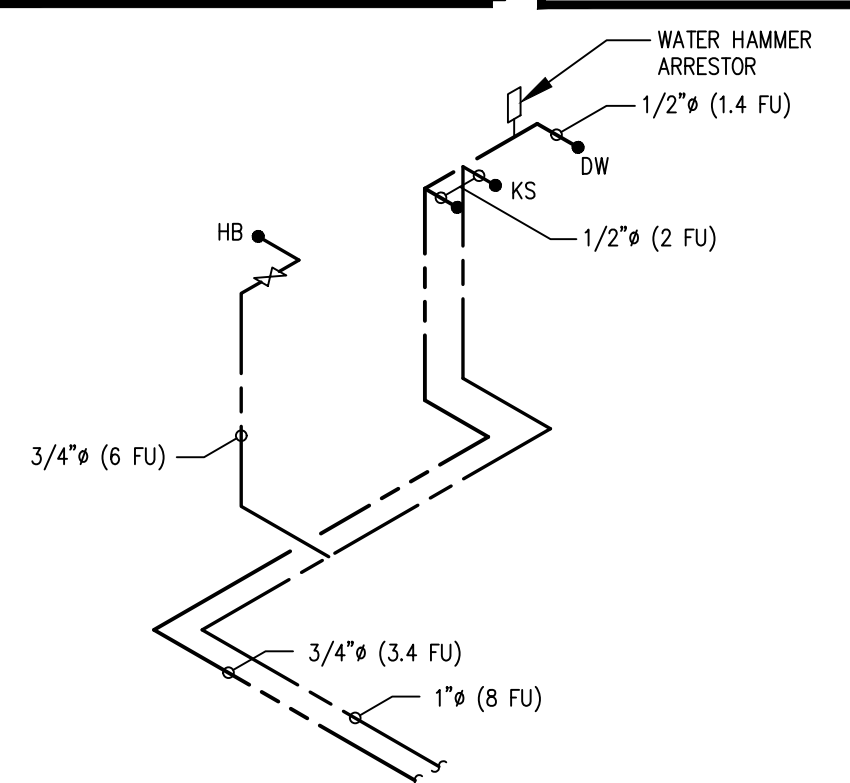 WATER HAMMER
ARRESTOR
1/2"ø (1.4 FU)
DW
KS
1/2"ø (2 FU)
HB
3/4"ø (6 FU)
3/4"ø (3.4 FU)
1"ø (8 FU)